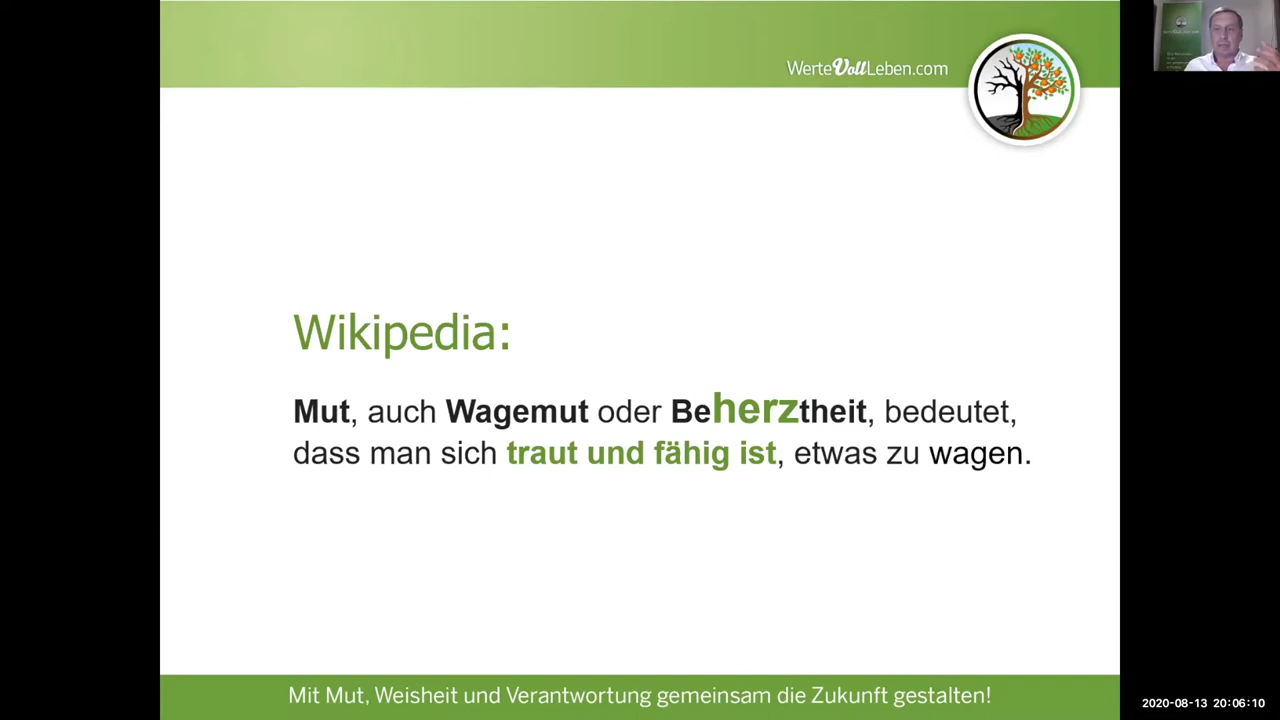 WerteVollLeben.com
Wikipedia:
Mut, auch Wagemut oder Beherztheit, bedeutet,
dass man sich traut und fähig ist, etwas zu wagen.
Mit Mut, Weisheit und Verantwortung gemeinsam die Zukunft gestalten!
2020-08-13 20:06:10